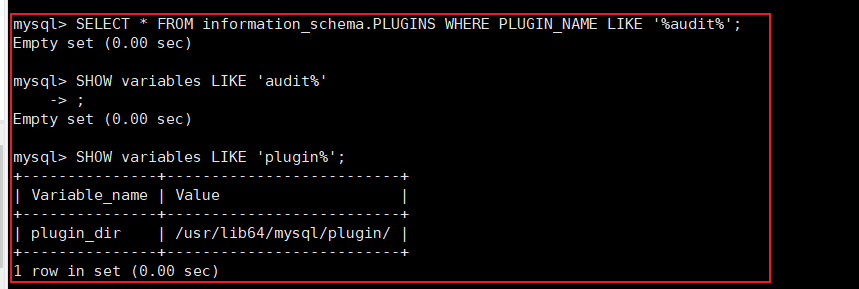 mysql> SELECT * FROM information_schema.PLUGINS WHERE PLUGIN_NAME LIKE '%audit%';
Empty set (0.00 sec)
mysql> SHOW variables LIKE 'audit%'
    -> ;
Empty set (0.00 sec)
mysql> SHOW variables LIKE 'plugin%';
+---------------+--------------------------+
| Variable_name | Value                    |
+---------------+--------------------------+
| plugin_dir    | /usr/lib64/mysql/plugin/ |
+---------------+--------------------------+
1 row in set (0.00 sec)